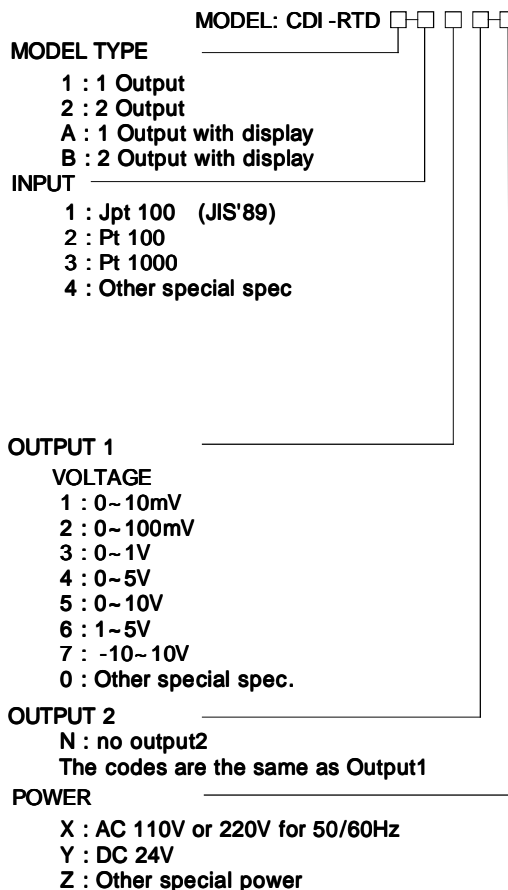 MODEL: CDI-RTD
MODEL TYPE
1 : 1 Output
2 : 2 Output
A : 1 Output with display
B : 2 Output with display
INPUT
1 : Jpt 100 (JIS'89)
2 : Pt 100
3 : Pt 1000
4 : Other special spec
OUTPUT 1
VOLTAGE
1 : 0~10mV
2 : 0~100mV
3 : 0~1V
4 : 0~5V
5 : 0~10V
6 : 1~5V
7 : -10~10V
0 : Other special spec.
OUTPUT 2
N : no output2
The codes are the same as Output1
POWER
X : AC 110V or 220V for 50/60Hz
Y : DC 24V
Z : Other special power